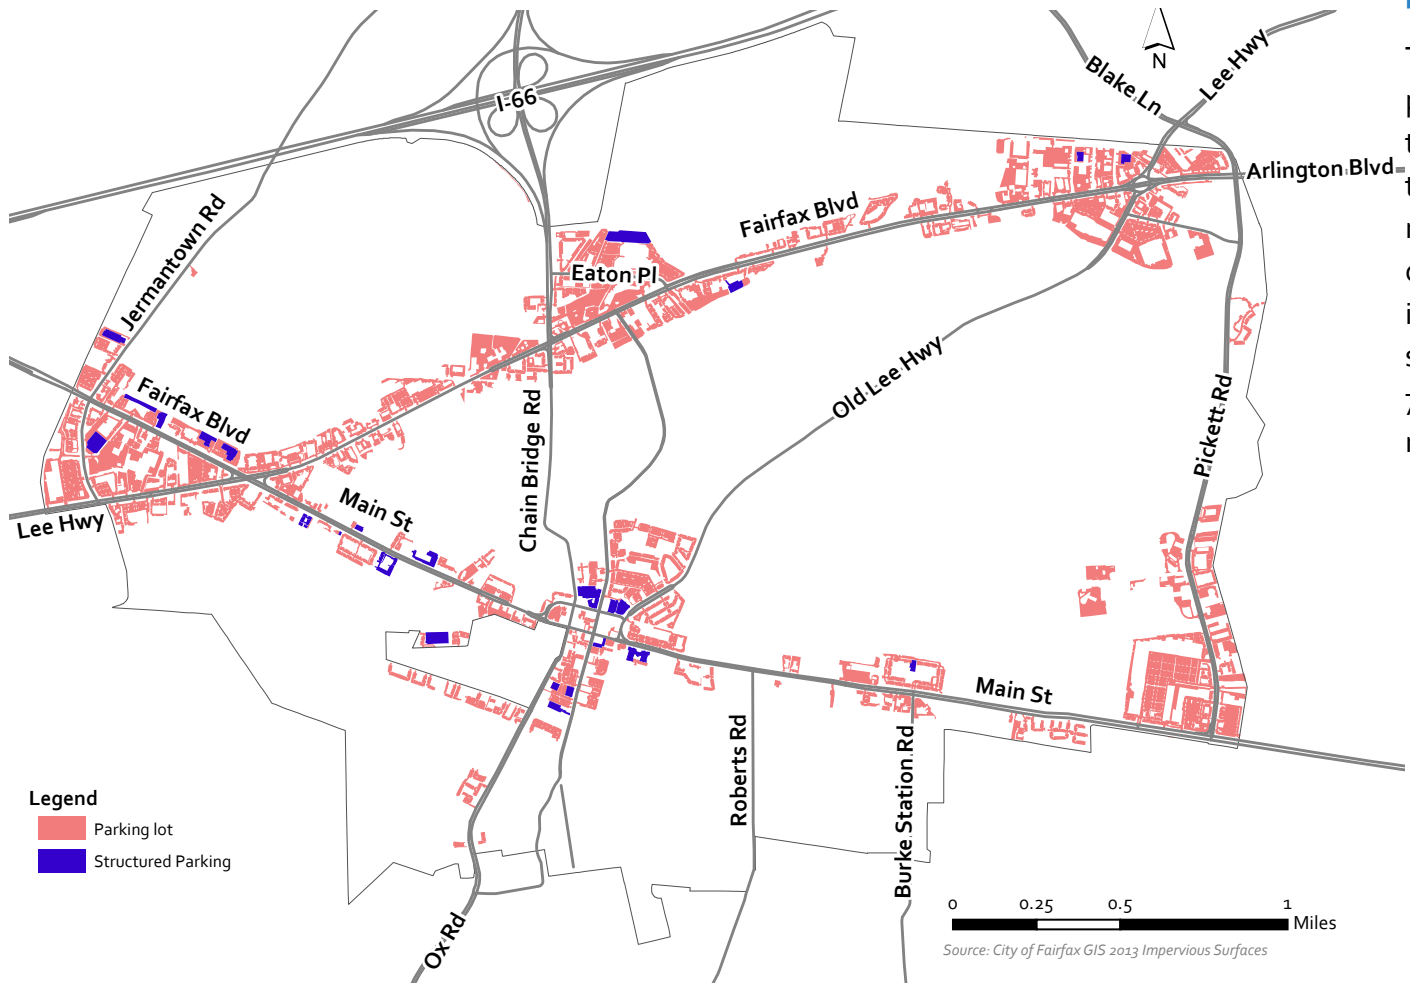 I-66
N
Blake Ln
Lee Hwy
Arlington Blvd
Fairfax Blvd
Jermantown Rd
Eaton Pl
Old Lee Hwy
Fairfax Blvd
Chain Bridge Rd
Pickett Rd
Main St
Lee Hwy
Main St
Roberts Rd
Burke Station Rd
Ox Rd
Legend
Parking lot
Structured Parking
0 0.25 0.5 1
Miles
Source: City of Fairfax GIS 2013 Impervious Surfaces